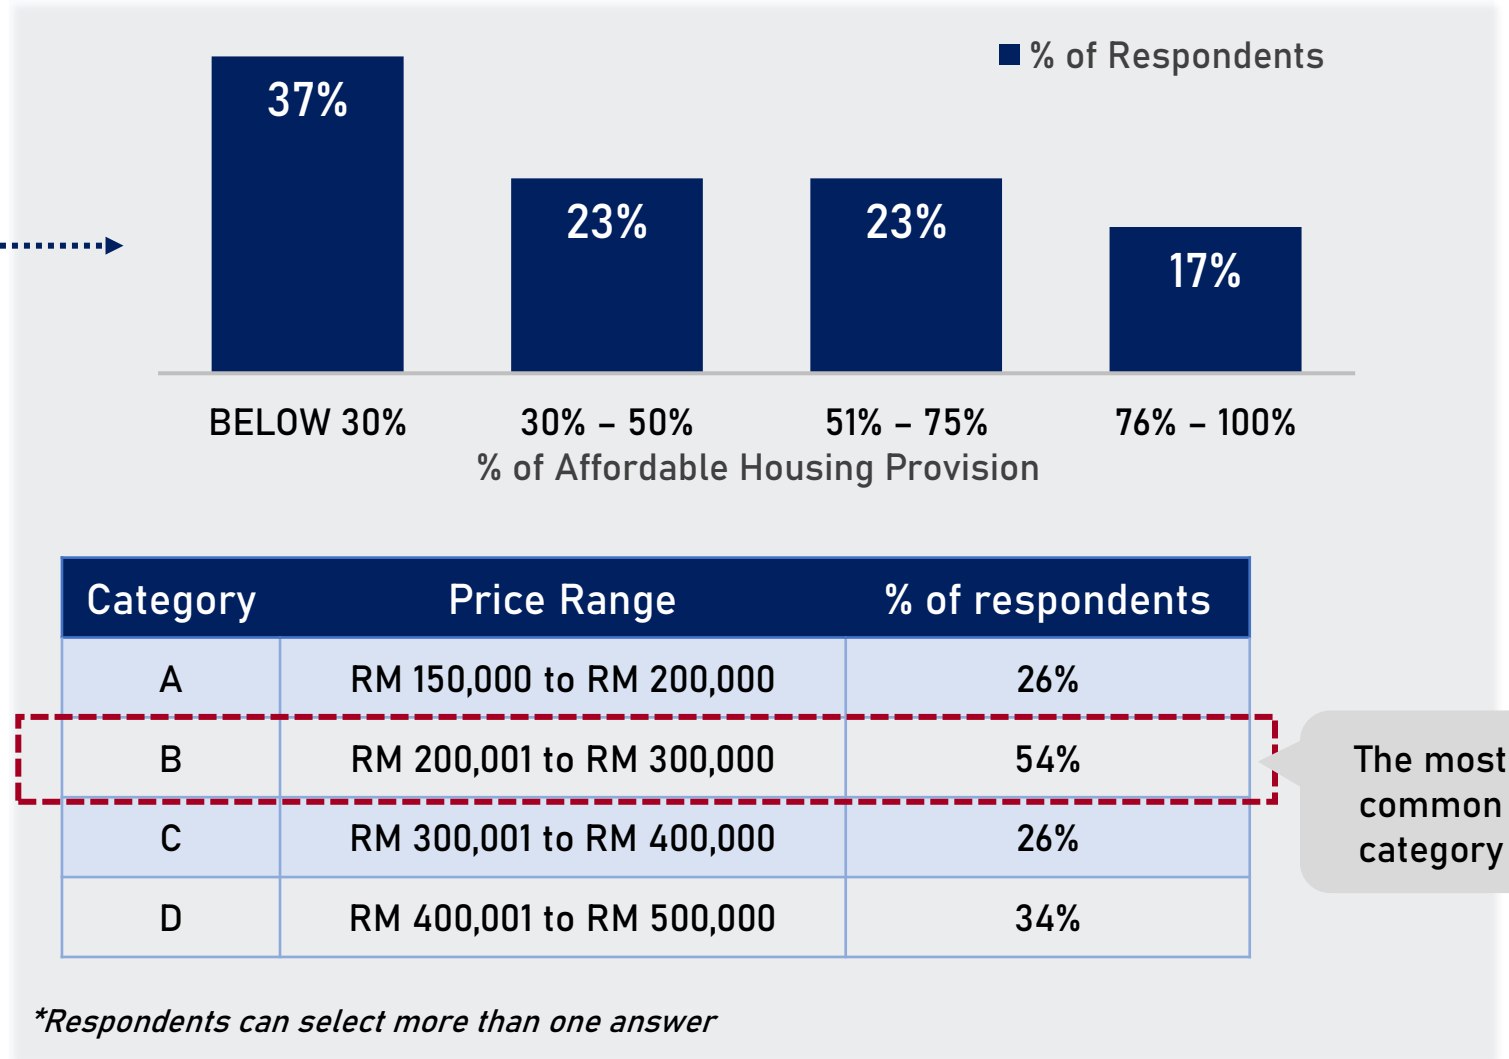 % of Respondents
37%
23%
23%
17%
BELOW 30%
30% – 50%
51% – 75%
76% – 100%
% of Affordable Housing Provision
Category Price Range % of respondents
A RM 150,000 to RM 200,000 26%
B RM 200,001 to RM 300,000 54%
C RM 300,001 to RM 400,000 26%
D RM 400,001 to RM 500,000 34%
The most
common
category
*Respondents can select more than one answer